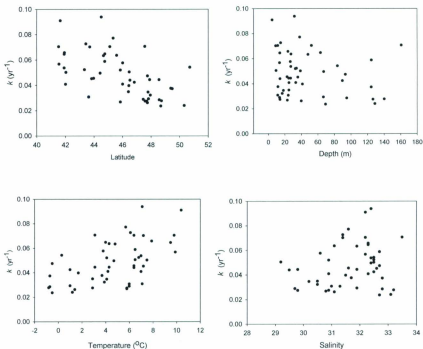 0.10
0.08
0.06
0.04
0.02
0.00
k (yr⁻¹)
40 42 44 46 48 50 52
Latitude
0.10
0.08
0.06
0.04
0.02
0.00
k (yr⁻¹)
0 20 40 60 80 100 120 140 160 180
Depth (m)
0.10
0.08
0.06
0.04
0.02
0.00
k (yr⁻¹)
-2 0 2 4 6 8 10 12
Temperature (⁰C)
0.10
0.08
0.06
0.04
0.02
0.00
k (yr⁻¹)
28 29 30 31 32 33 34
Salinity